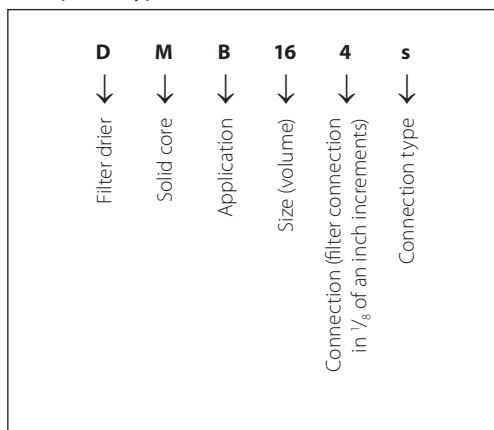 D M B 16 4 s
Filter drier
Solid core
Application
Size (volume)
Connection (filter connection
in 1/8 of an inch increments)
Connection type